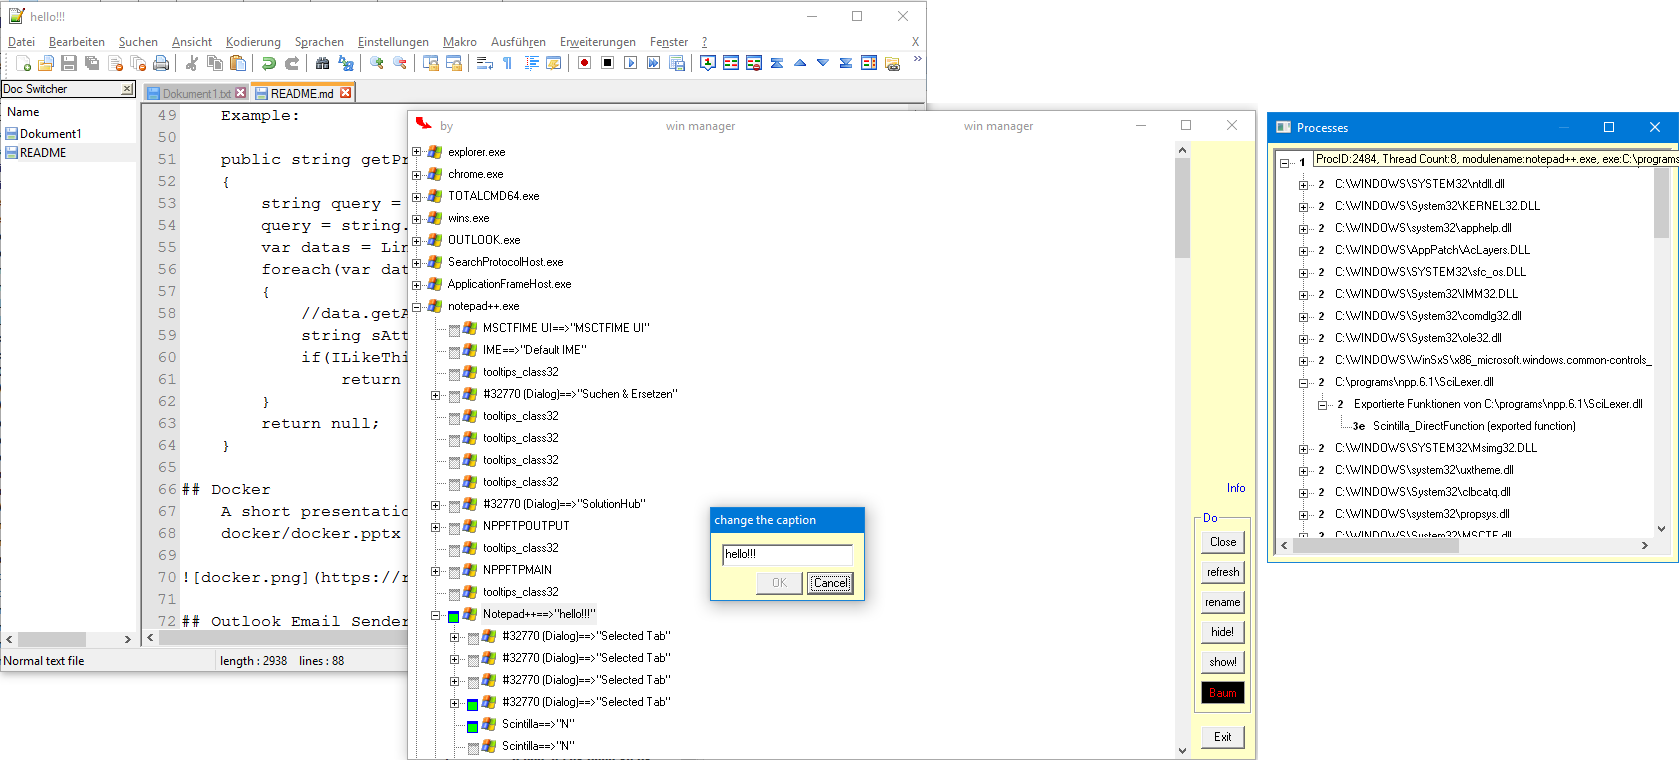 hello!!!
Datei Bearbeiten Suchen Ansicht Kodierung Sprachen Einstellungen Makro Ausführen Erweiterungen Fenster ? X
Doc Switcher
Name
Dokument1
README
Dokument1.txt README.md
49 Example:
50
51 public string getPr
52 {
53 string query =
54 query = string.
55 var datas = Lin
56 foreach(var dat
57 {
58 //data.getA
59 string sAtt
60 if(ILikeThi
61 return
62 }
63 return null;
64 }
65
66 ## Docker
67 A short presentatio
68 docker/docker.pptx
69
70 ![docker.png](https://r
71
72 ## Outlook Email Sender
Normal text file length : 2938 lines : 88
by win manager win manager
explorer.exe
chrome.exe
TOTALCMD64.exe
wins.exe
OUTLOOK.exe
SearchProtocolHost.exe
ApplicationFrameHost.exe
notepad++.exe
MSCTFIME UI==>"MSCTFIME UI"
IME==>"Default IME"
tooltips_class32
#32770 (Dialog)==>"Suchen & Ersetzen"
tooltips_class32
tooltips_class32
tooltips_class32
tooltips_class32
#32770 (Dialog)==>"SolutionHub"
NPPFTPOUTPUT
tooltips_class32
NPPFTPMAIN
tooltips_class32
Notepad++==>"hello!!!"
#32770 (Dialog)==>"Selected Tab"
#32770 (Dialog)==>"Selected Tab"
#32770 (Dialog)==>"Selected Tab"
#32770 (Dialog)==>"Selected Tab"
Scintilla==>"N"
Scintilla==>"N"
change the caption
hello!!!
OK Cancel
Info
Do
Close
refresh
rename
hide!
show!
Baum
Exit
Processes
1 ProcID:2484, Thread Count:8, modulename:notepad++.exe, exe:C:\programs
2 C:\WINDOWS\SYSTEM32\ntdll.dll
2 C:\WINDOWS\System32\KERNEL32.DLL
2 C:\WINDOWS\system32\apphelp.dll
2 C:\WINDOWS\AppPatch\AcLayers.DLL
2 C:\WINDOWS\SYSTEM32\sfc_os.DLL
2 C:\WINDOWS\System32\IMM32.DLL
2 C:\WINDOWS\System32\comdlg32.dll
2 C:\WINDOWS\System32\ole32.dll
2 C:\WINDOWS\WinSxS\x86_microsoft.windows.common-controls_
2 C:\programs\npp.6.1\SciLexer.dll
2 Exportierte Funktionen von C:\programs\npp.6.1\SciLexer.dll
3e Scintilla_DirectFunction (exported function)
2 C:\WINDOWS\SYSTEM32\Msimg32.DLL
2 C:\WINDOWS\system32\uxtheme.dll
2 C:\WINDOWS\System32\clbcatq.dll
2 C:\WINDOWS\system32\propsys.dll
2 C:\WINDOWS\System32\MSCTF.dll